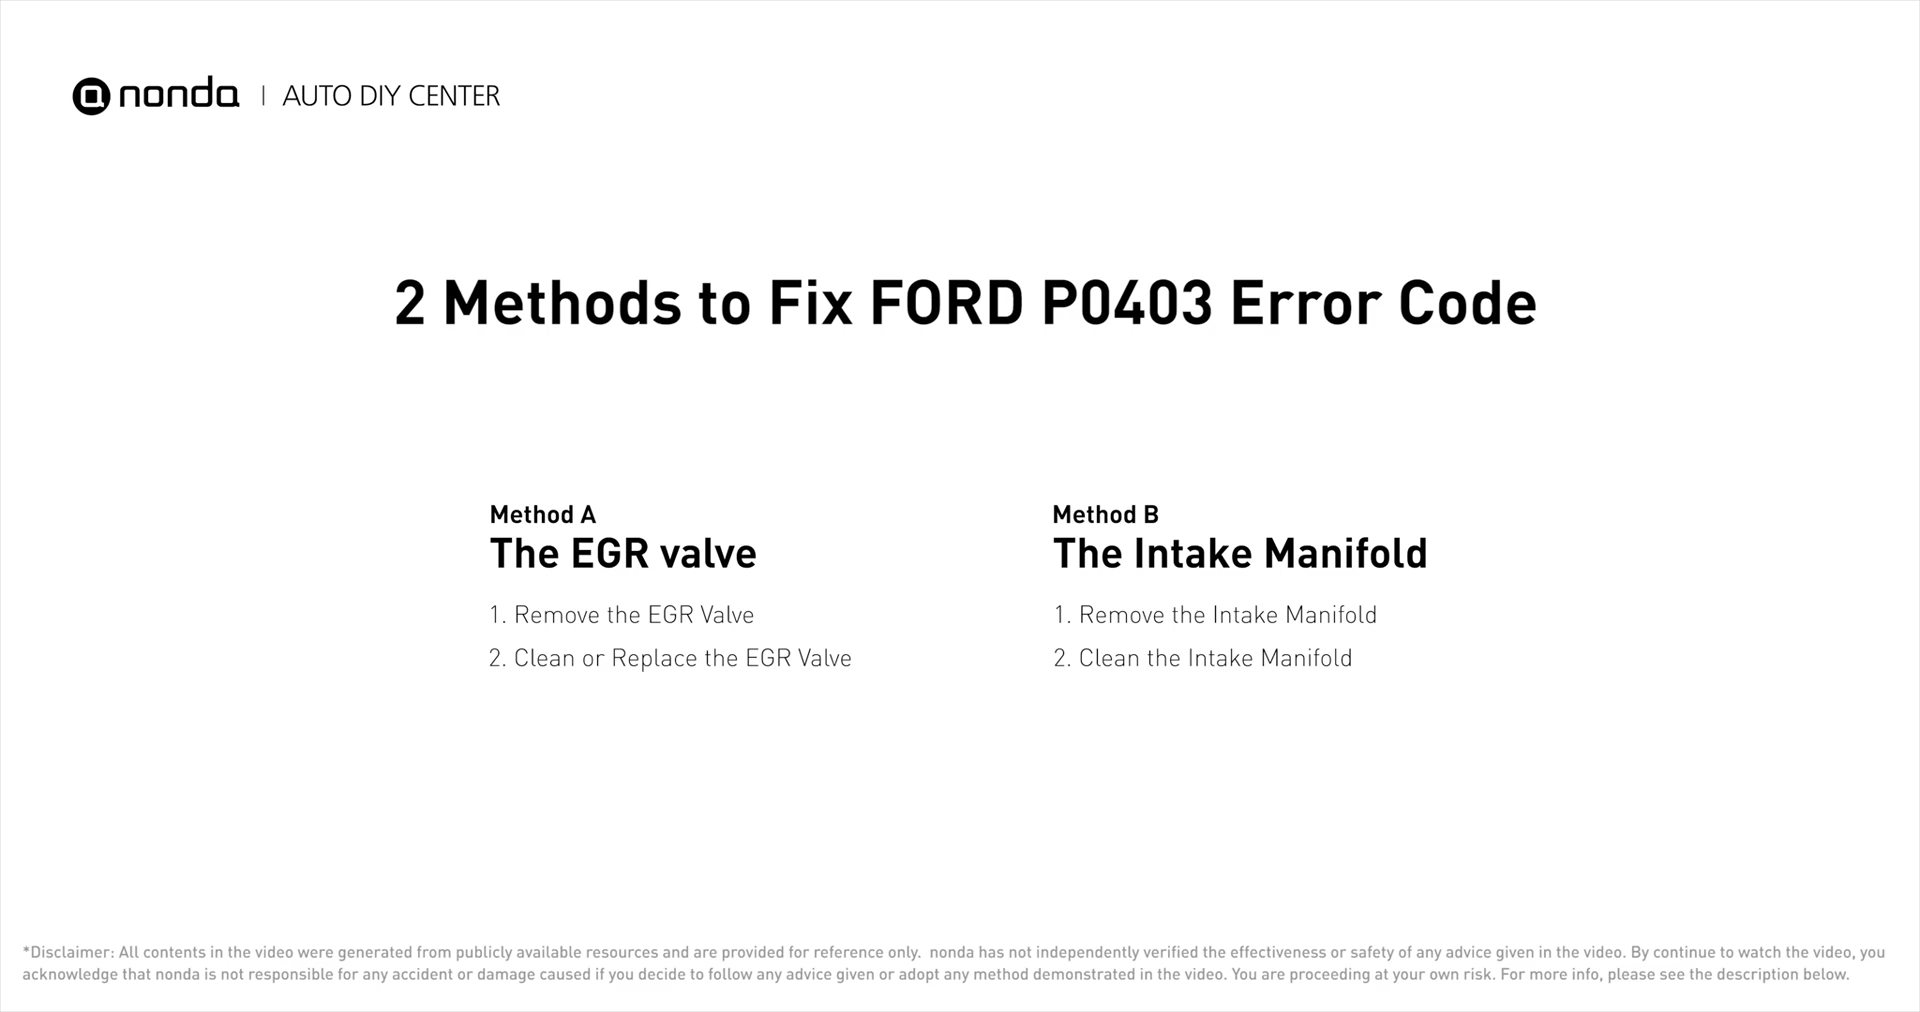 nonda | AUTO DIY CENTER
2 Methods to Fix FORD P0403 Error Code
Method A
The EGR valve
1. Remove the EGR Valve
2. Clean or Replace the EGR Valve
Method B
The Intake Manifold
1. Remove the Intake Manifold
2. Clean the Intake Manifold
*Disclaimer: All contents in the video were generated from publicly available resources and are provided for reference only.  nonda has not independently verified the effectiveness or safety of any advice given in the video. By continue to watch the video, you
acknowledge that nonda is not responsible for any accident or damage caused if you decide to follow any advice given or adopt any method demonstrated in the video. You are proceeding at your own risk. For more info, please see the description below.